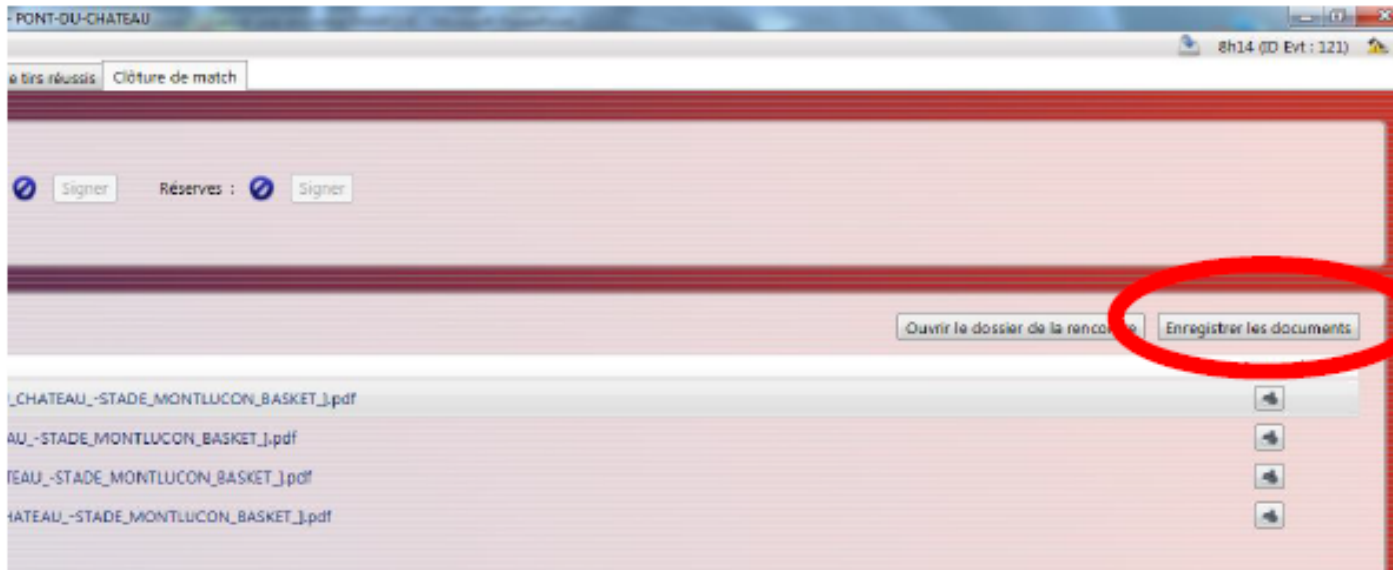 - PONT-DU-CHATEAU
8h14 (ID Evt : 121)
e tirs réussis Clôture de match
Signer Réserves : Signer
Ouvrir le dossier de la rencontre Enregistrer les documents
_CHATEAU_-STADE_MONTLUCON_BASKET_].pdf
AU_-STADE_MONTLUCON_BASKET_].pdf
TEAU_-STADE_MONTLUCON_BASKET_].pdf
HATEAU_-STADE_MONTLUCON_BASKET_].pdf